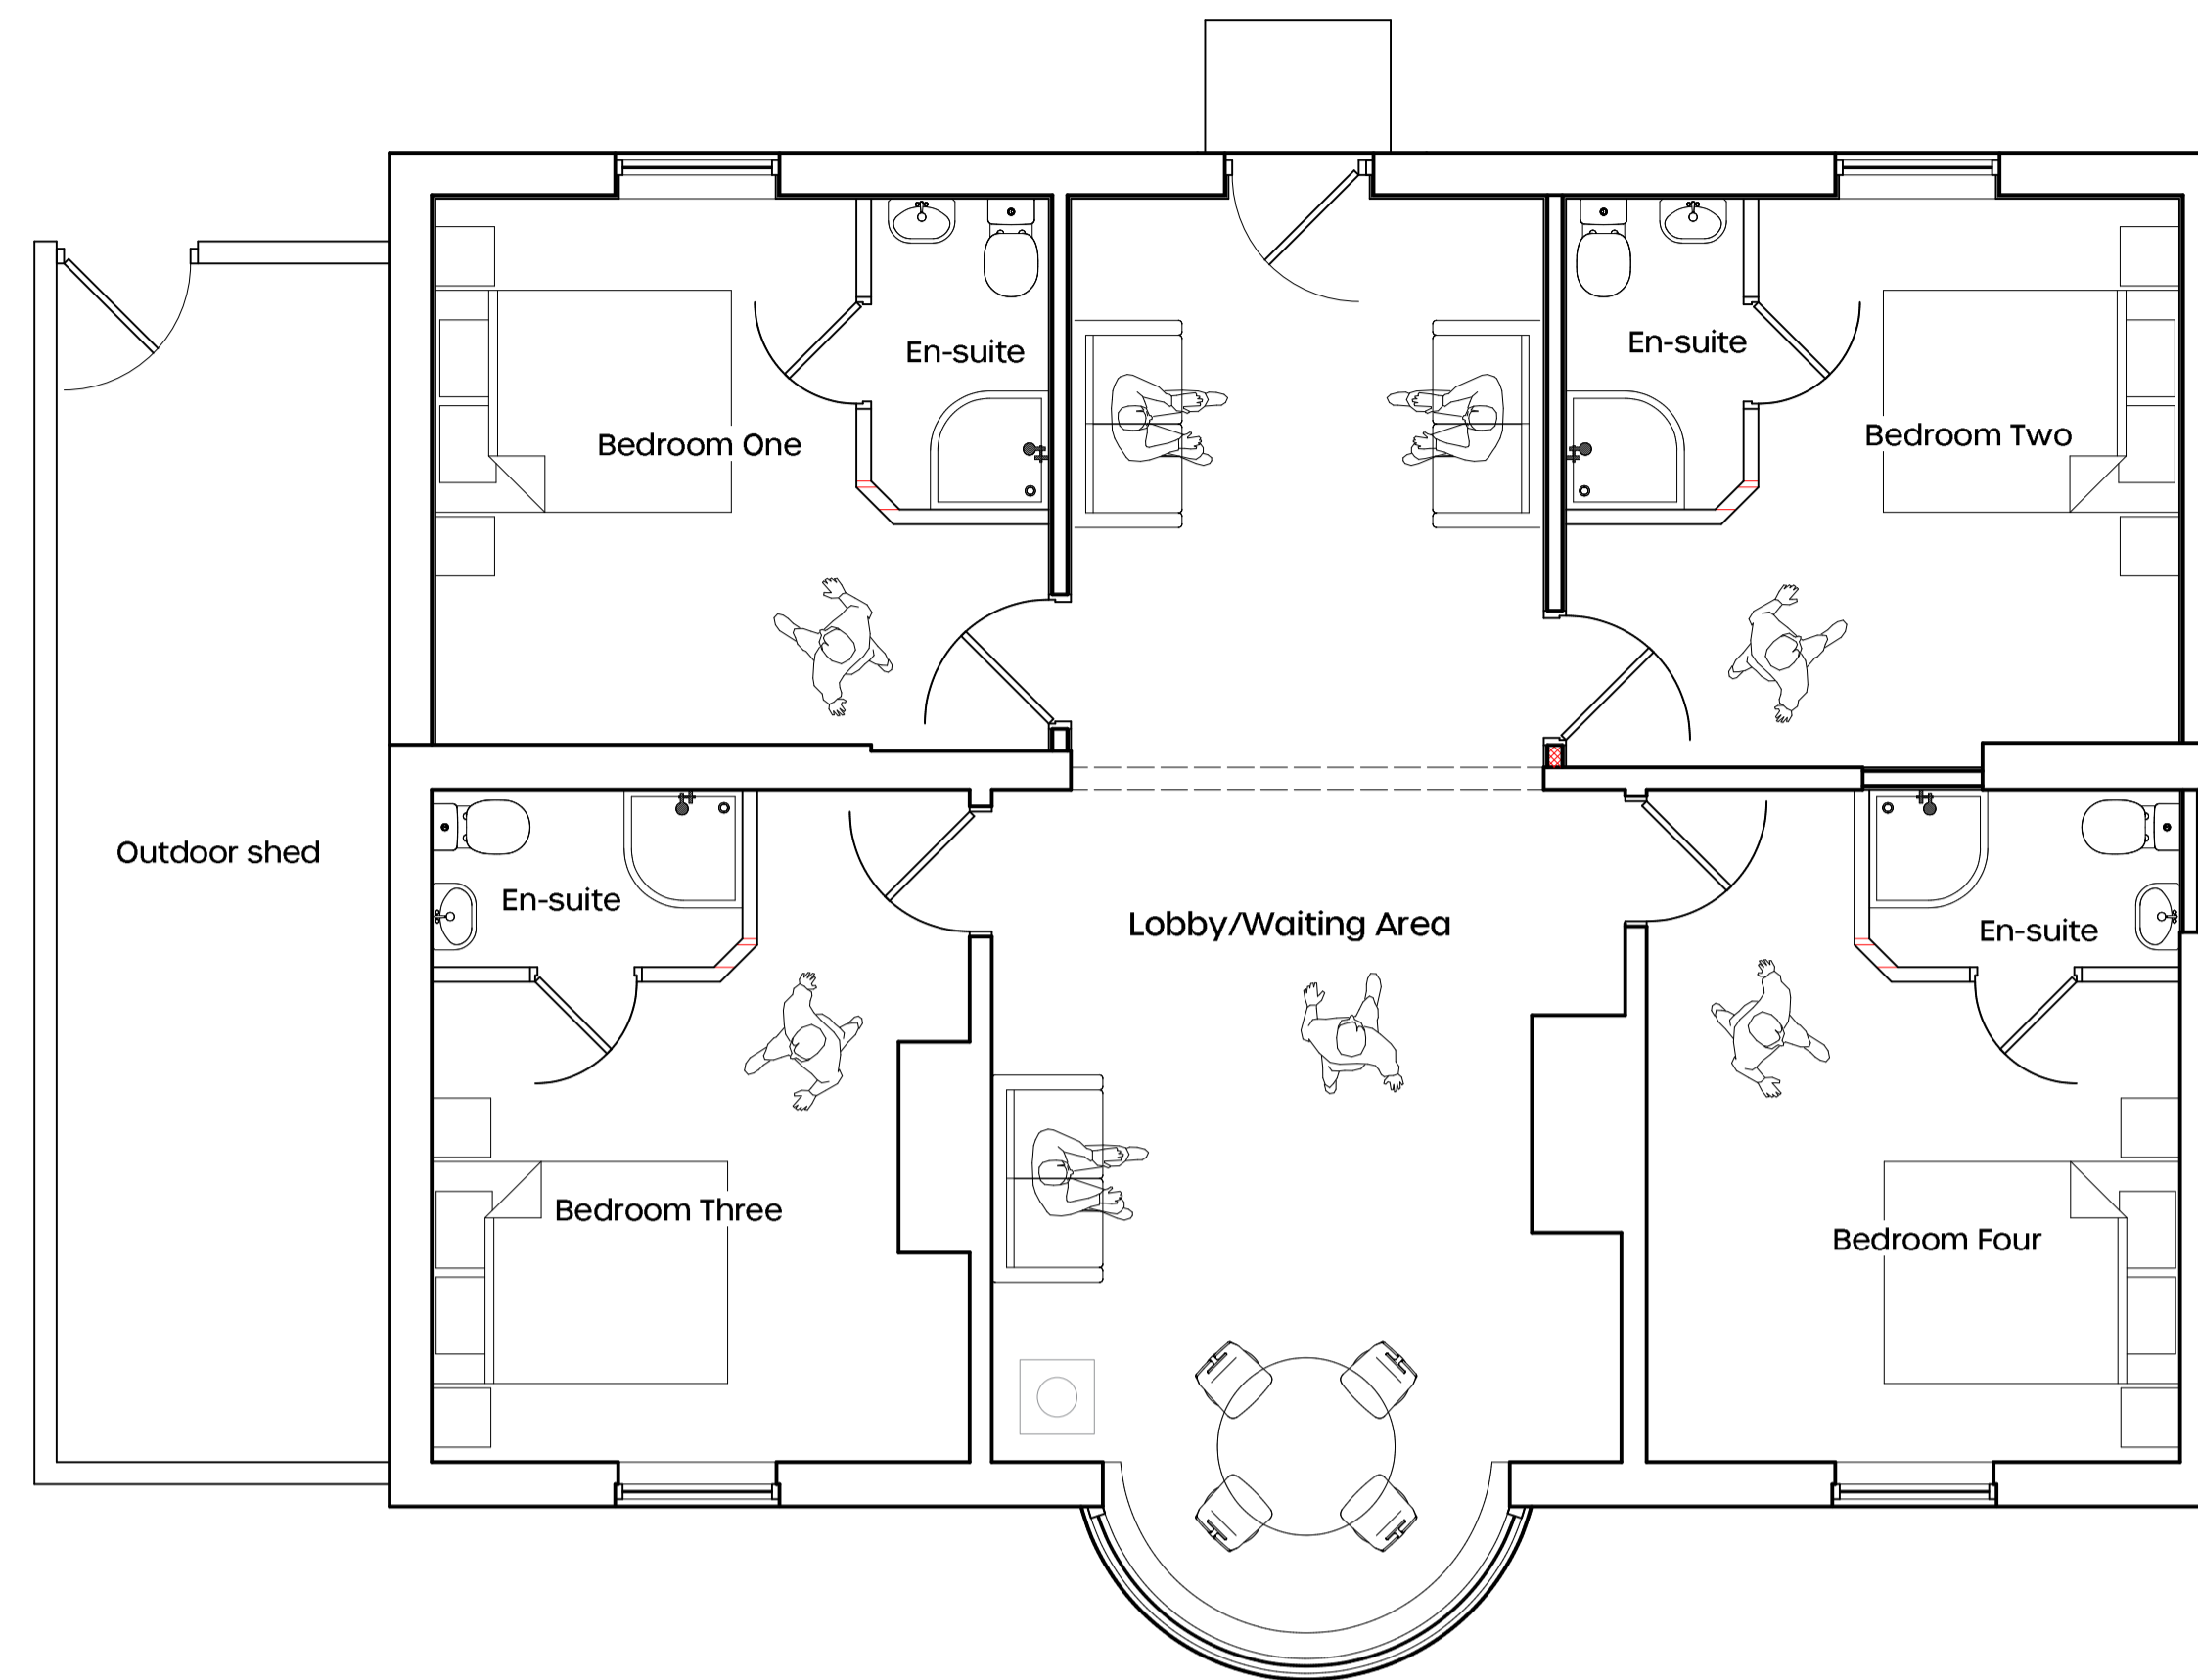 En-suite
En-suite
Bedroom One
Bedroom Two
Outdoor shed
En-suite
Lobby/Waiting Area
En-suite
Bedroom Three
Bedroom Four